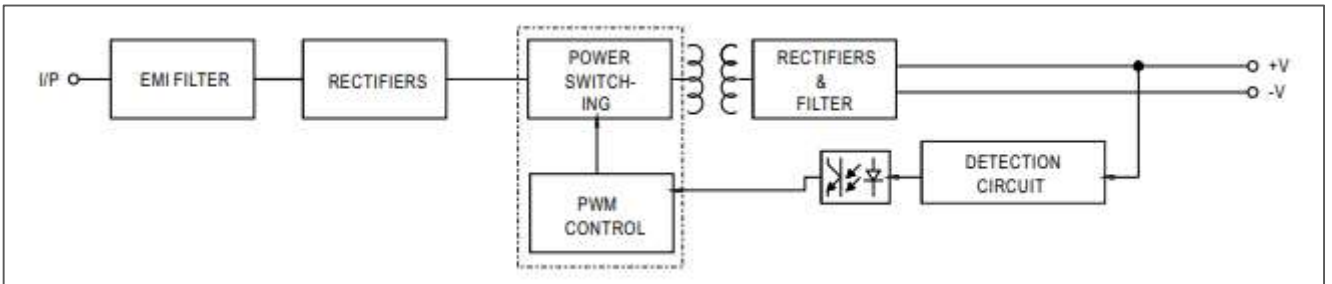 I/P
EMI FILTER
RECTIFIERS
POWER
SWITCH-
ING
RECTIFIERS
&
FILTER
+V
-V
DETECTION
CIRCUIT
PWM
CONTROL